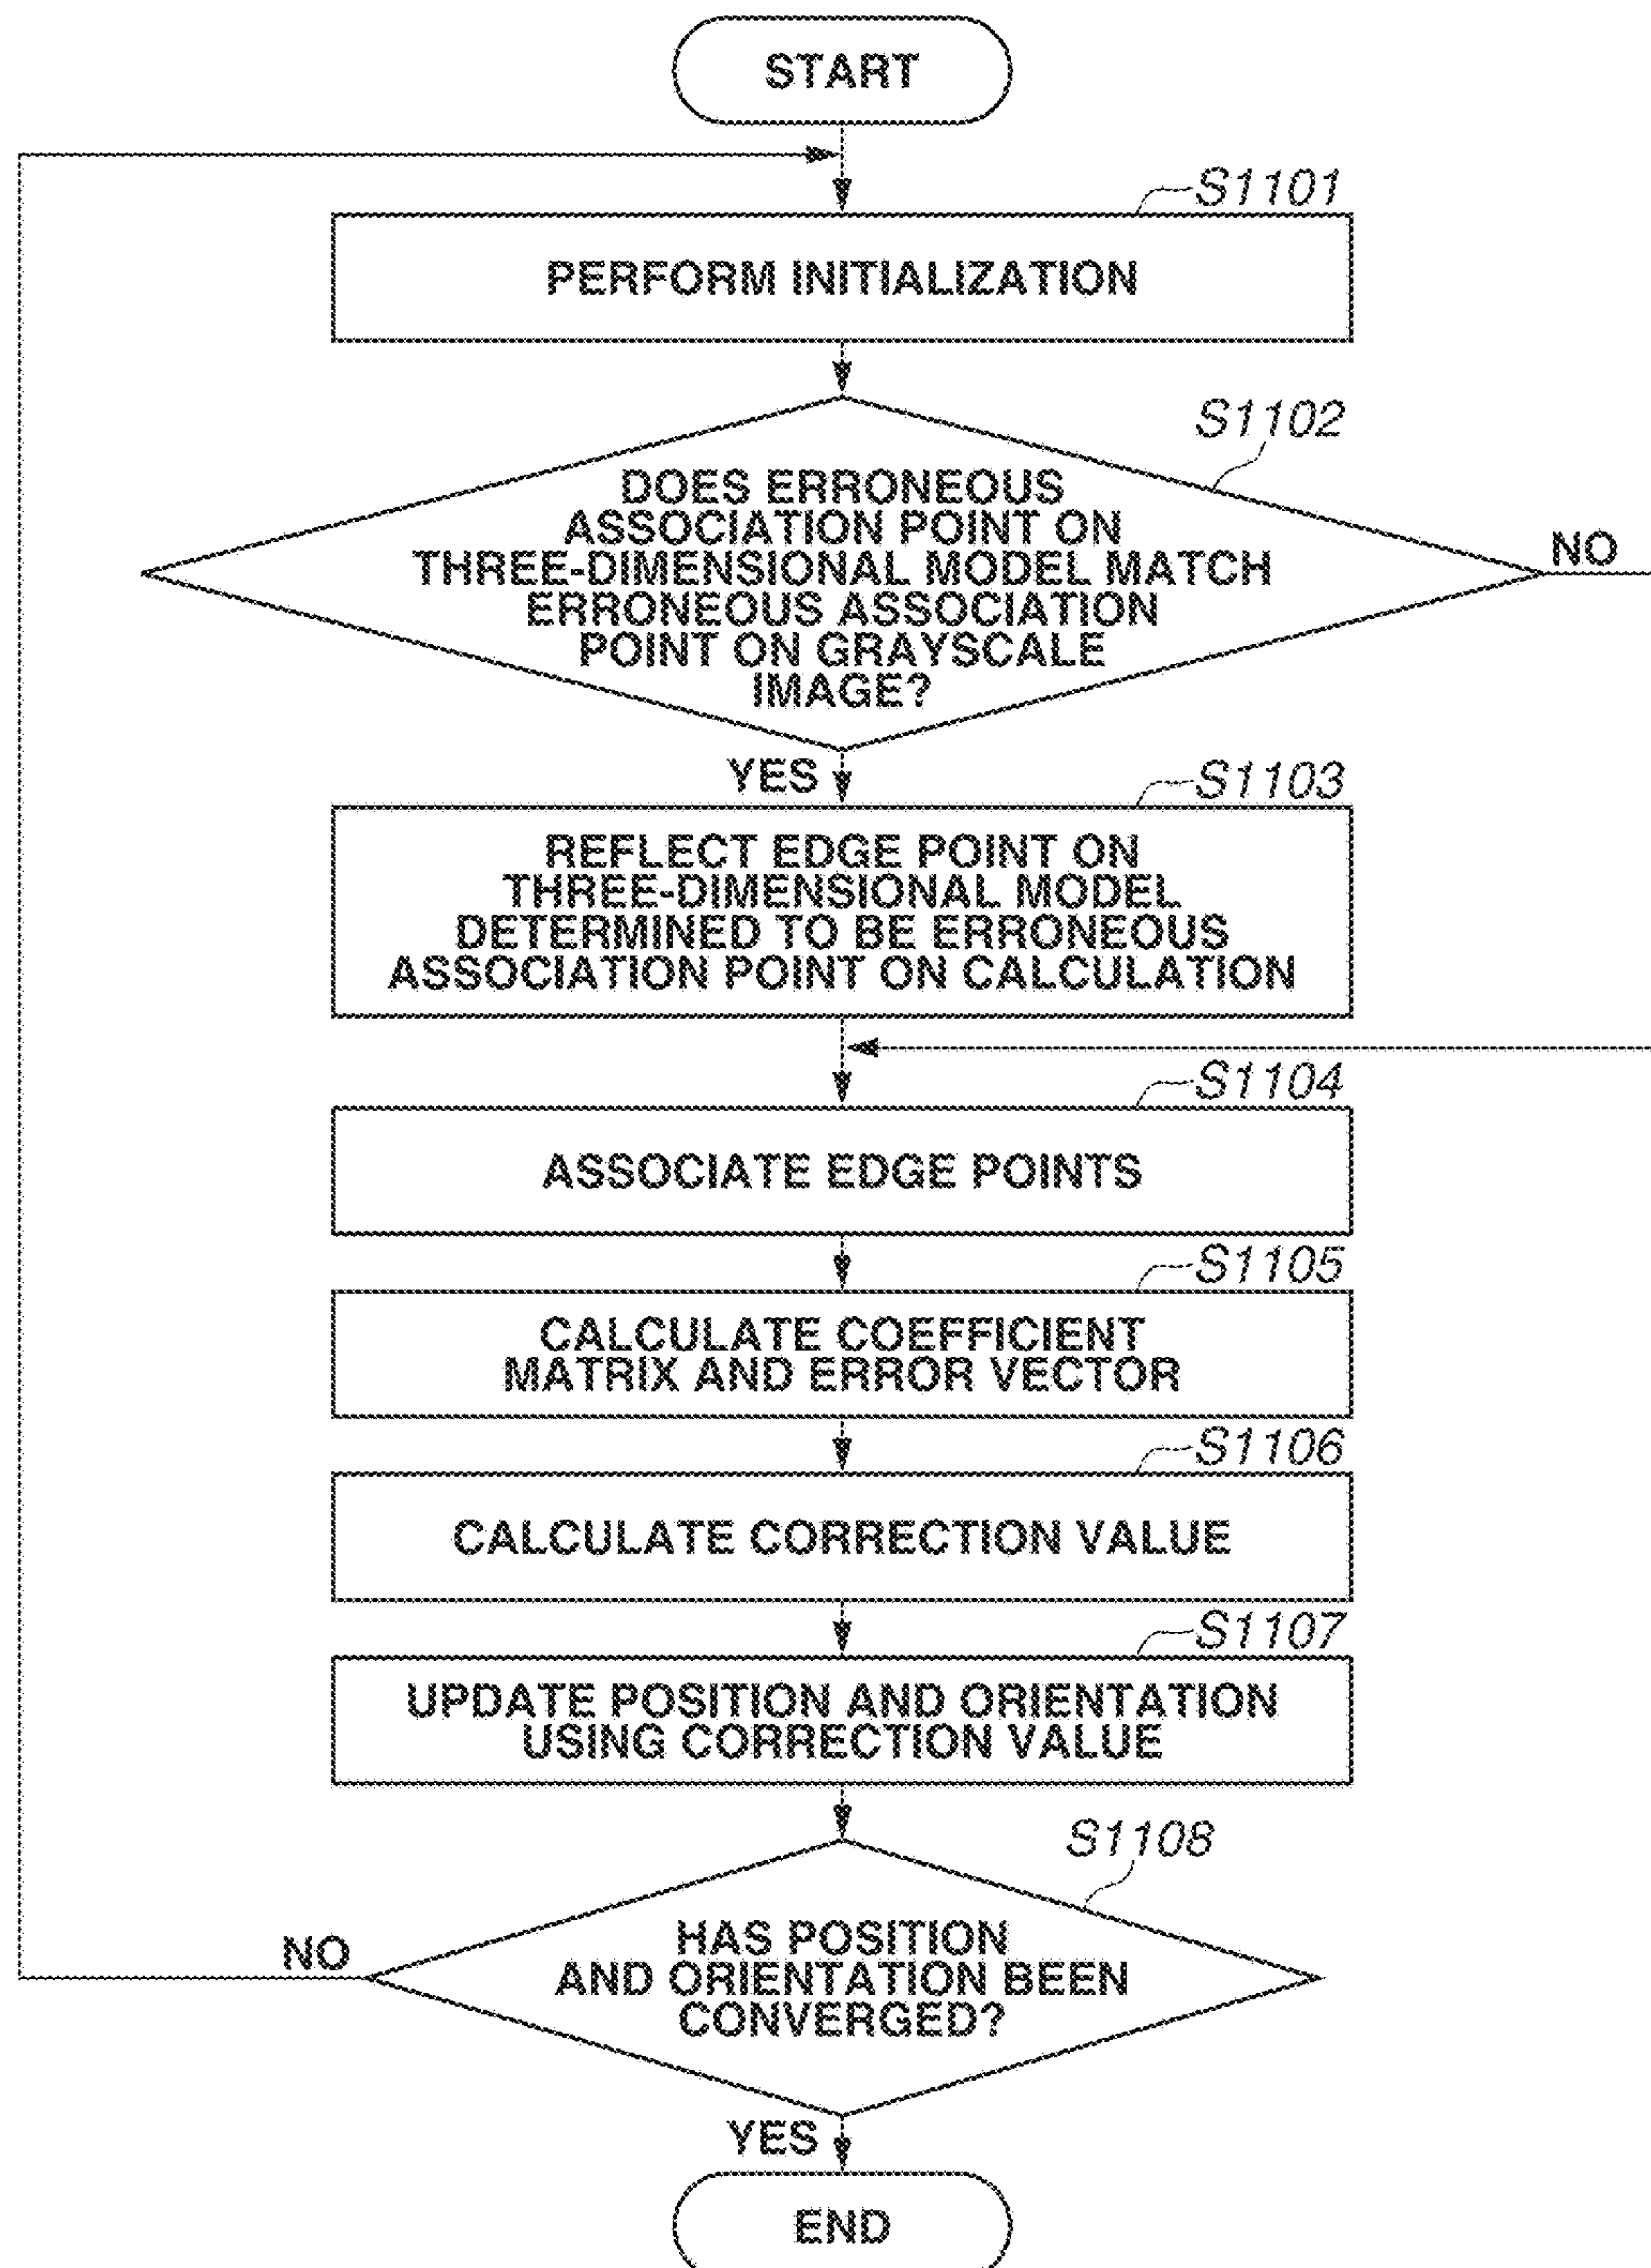 START
S1101
PERFORM INITIALIZATION
S1102
DOES ERRONEOUS
ASSOCIATION POINT ON
THREE-DIMENSIONAL MODEL MATCH
ERRONEOUS ASSOCIATION
POINT ON GRAYSCALE
IMAGE?
NO
YES
S1103
REFLECT EDGE POINT ON
THREE-DIMENSIONAL MODEL
DETERMINED TO BE ERRONEOUS
ASSOCIATION POINT ON CALCULATION
S1104
ASSOCIATE EDGE POINTS
S1105
CALCULATE COEFFICIENT
MATRIX AND ERROR VECTOR
S1106
CALCULATE CORRECTION VALUE
S1107
UPDATE POSITION AND ORIENTATION
USING CORRECTION VALUE
S1108
NO
HAS POSITION
AND ORIENTATION BEEN
CONVERGED?
YES
END